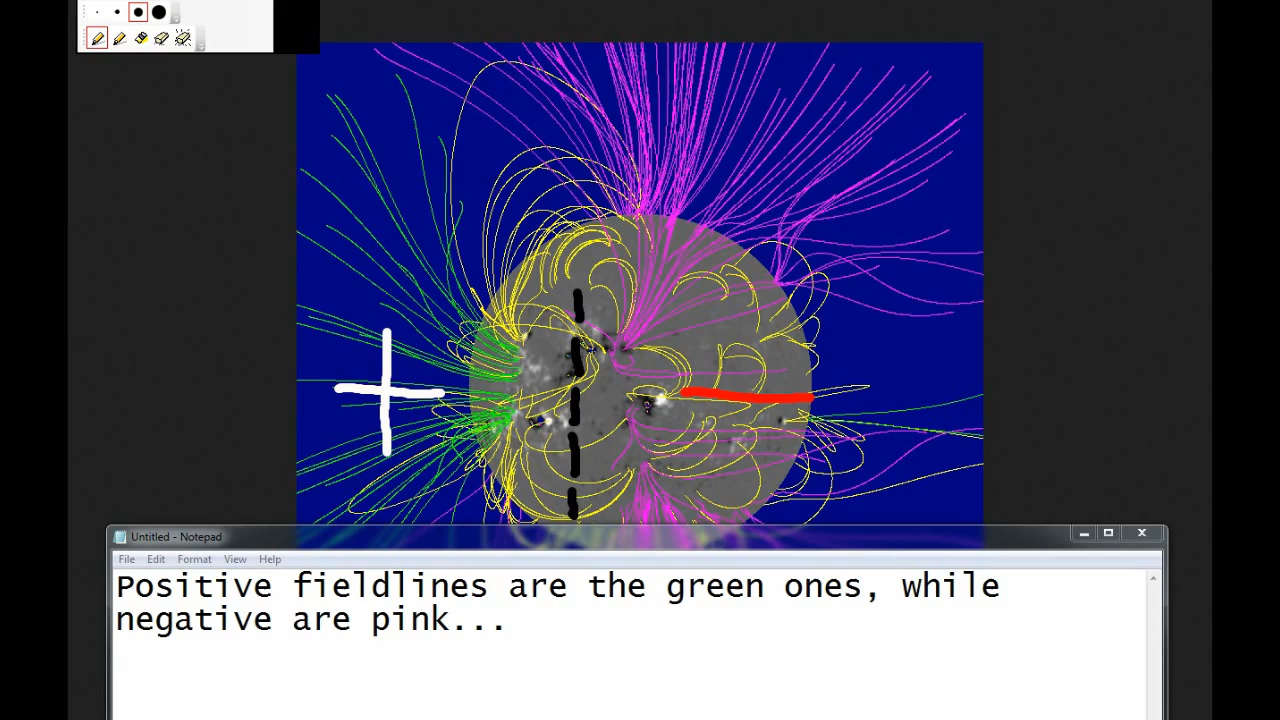 Untitled - Notepad
File Edit Format View Help
Positive fieldlines are the green ones, while
negative are pink...